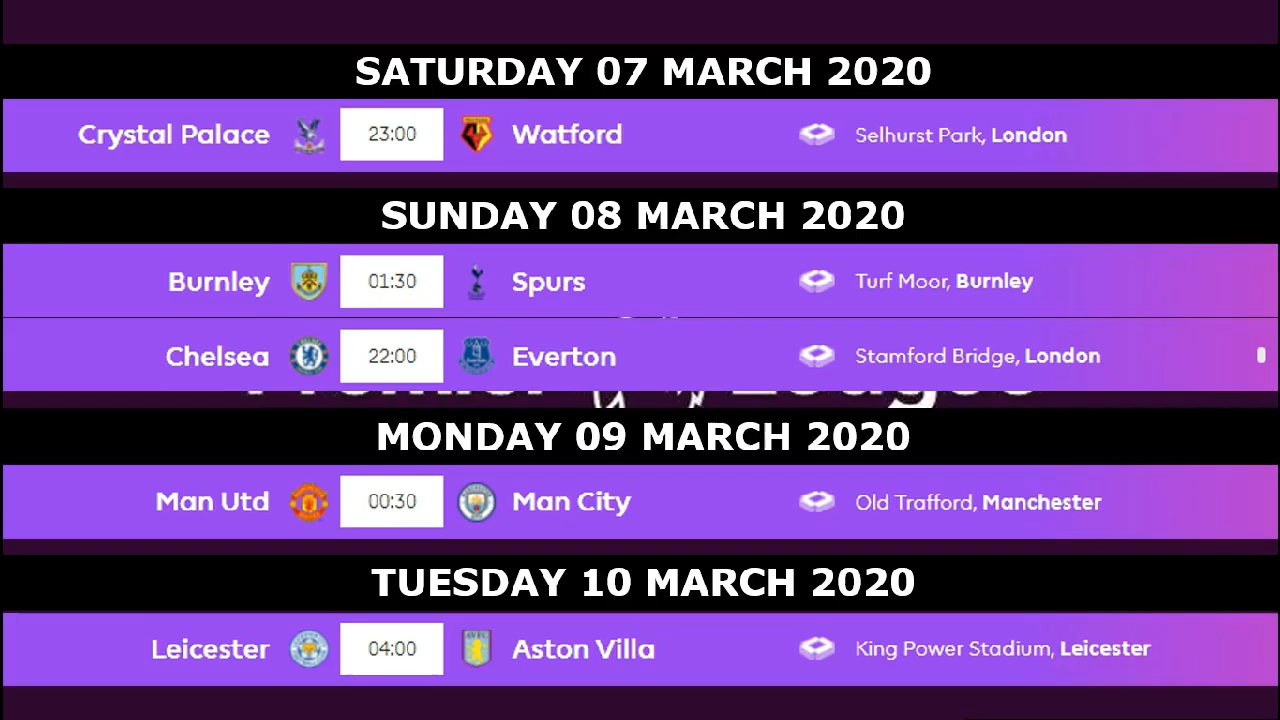 SATURDAY 07 MARCH 2020
Crystal Palace 23:00 Watford Selhurst Park, London
SUNDAY 08 MARCH 2020
Burnley 01:30 Spurs Turf Moor, Burnley
Chelsea 22:00 Everton Stamford Bridge, London
MONDAY 09 MARCH 2020
Man Utd 00:30 Man City Old Trafford, Manchester
TUESDAY 10 MARCH 2020
Leicester 04:00 Aston Villa King Power Stadium, Leicester